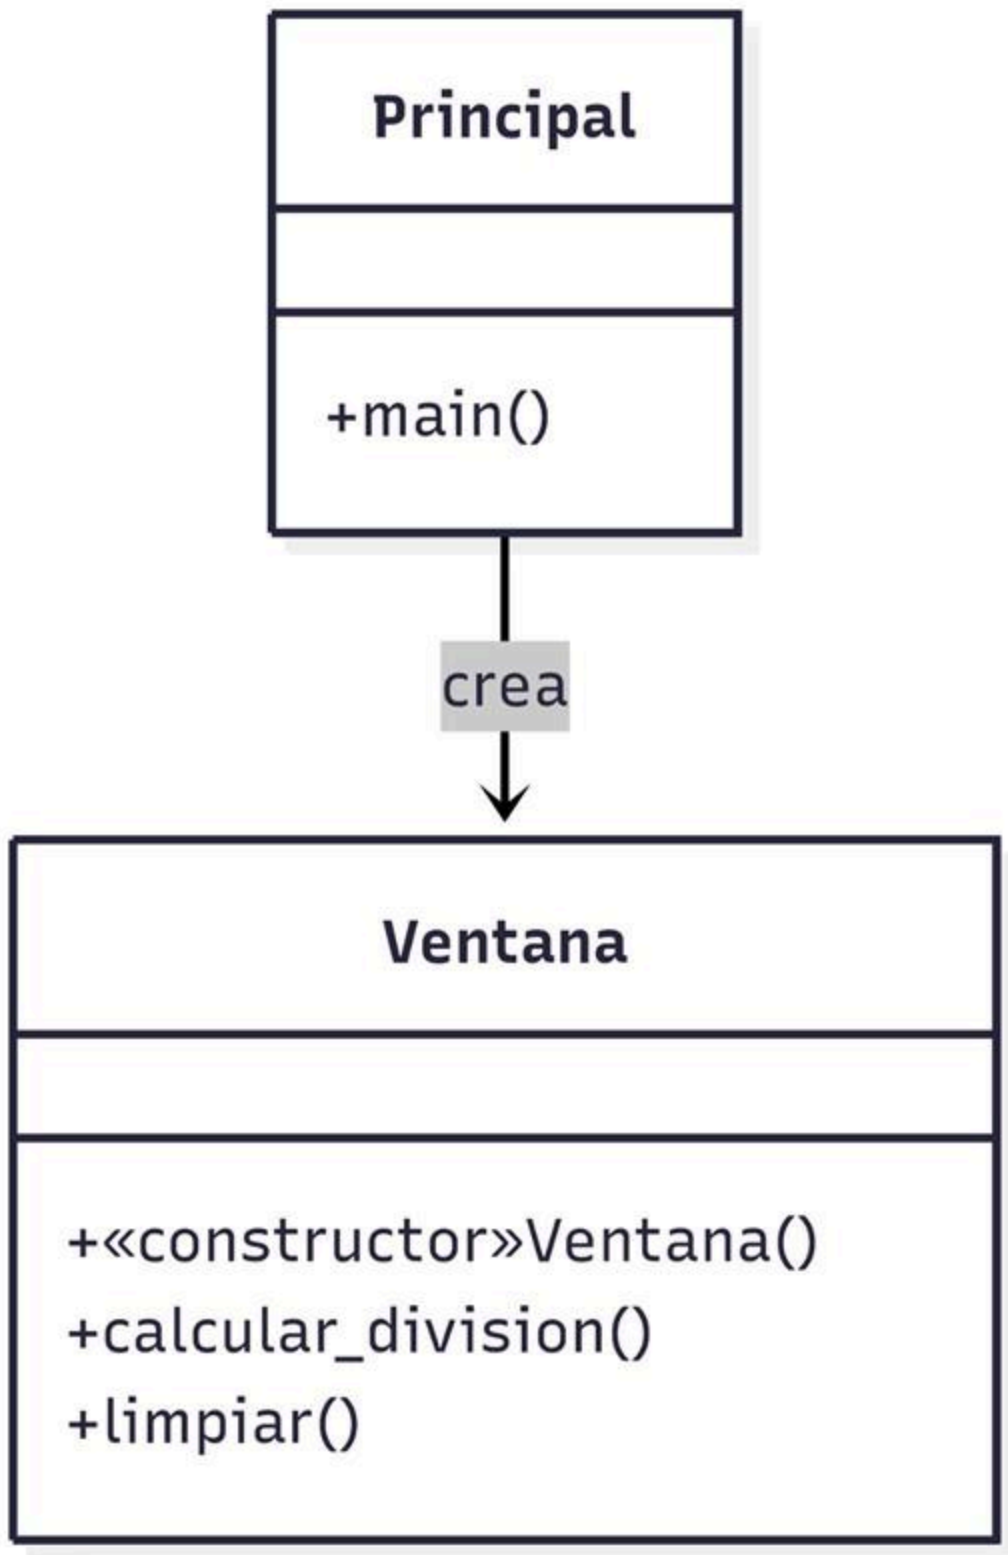 Principal
+main()
crea
Ventana
+«constructor»Ventana()
+calcular_division()
+limpiar()